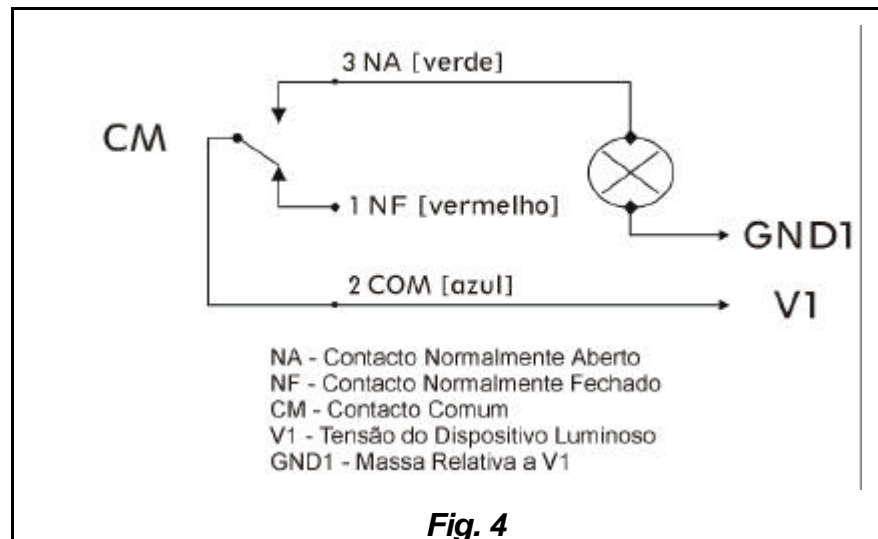 3 NA [verde]
CM
1 NF [vermelho]
GND1
2 COM [azul]
V1
NA - Contacto Normalmente Aberto
NF - Contacto Normalmente Fechado
CM - Contacto Comum
V1 - Tensão do Dispositivo Luminoso
GND1 - Massa Relativa a V1
Fig. 4